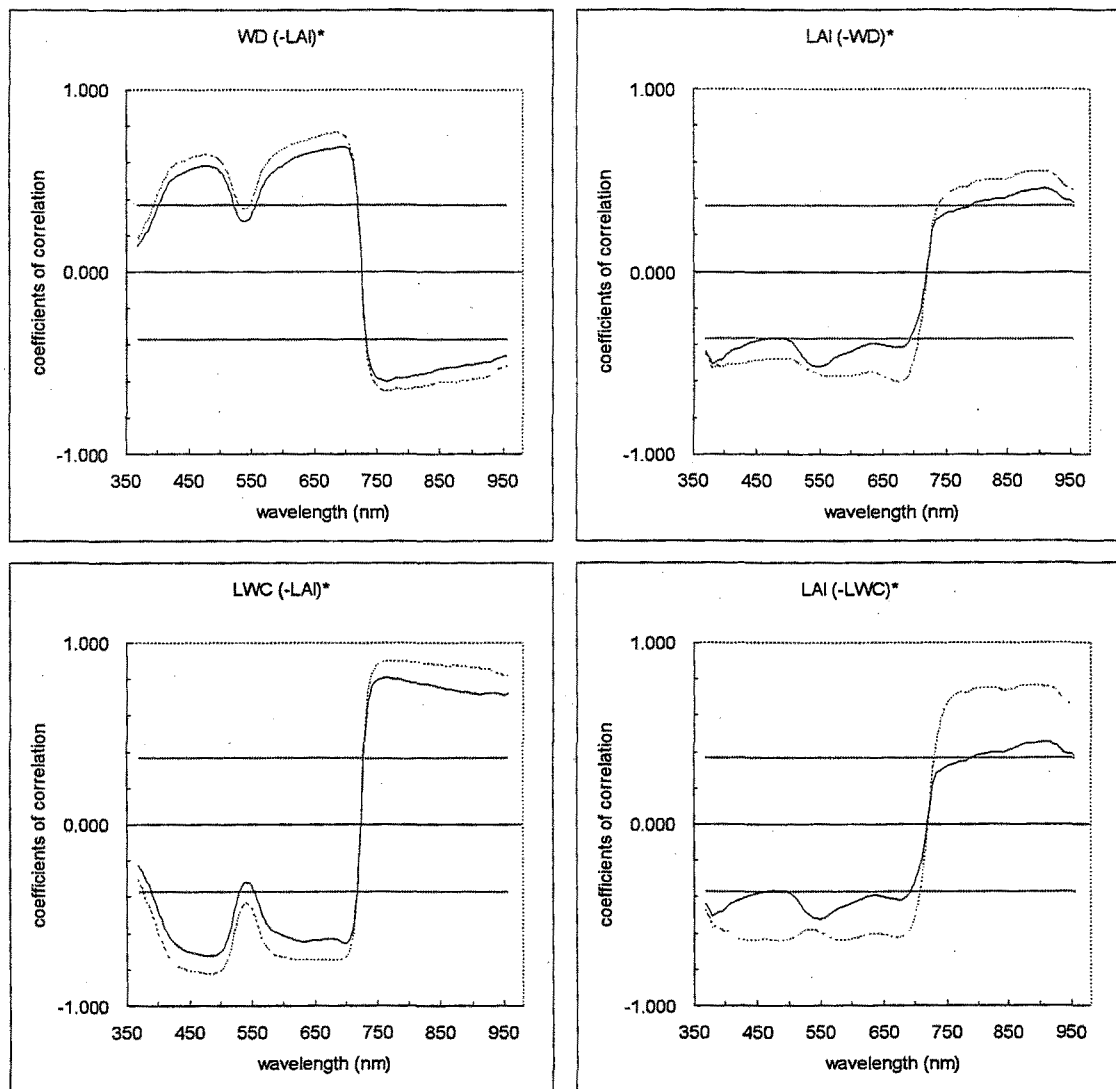 WD (-LAI)*
coefficients of correlation
1.000
0.000
-1.000
350 450 550 650 750 850 950
wavelength (nm)
LAI (-WD)*
coefficients of correlation
1.000
0.000
-1.000
350 450 550 650 750 850 950
wavelength (nm)
LWC (-LAI)*
coefficients of correlation
1.000
0.000
-1.000
350 450 550 650 750 850 950
wavelength (nm)
LAI (-LWC)*
coefficients of correlation
1.000
0.000
-1.000
350 450 550 650 750 850 950
wavelength (nm)